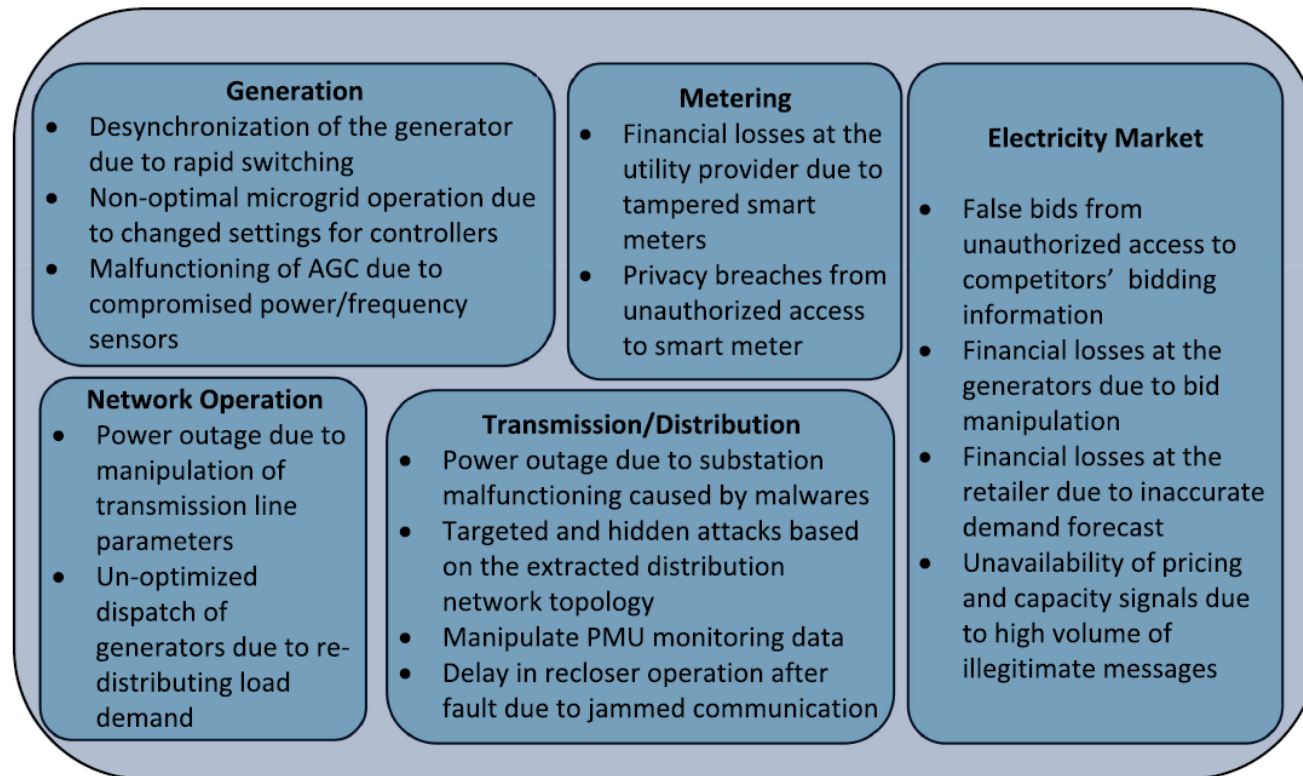 Generation
• Desynchronization of the generator
due to rapid switching
• Non-optimal microgrid operation due
to changed settings for controllers
• Malfunctioning of AGC due to
compromised power/frequency
sensors
Metering
• Financial losses at the
utility provider due to
tampered smart
meters
• Privacy breaches from
unauthorized access
to smart meter
Electricity Market
• False bids from
unauthorized access to
competitors’ bidding
information
• Financial losses at the
generators due to bid
manipulation
• Financial losses at the
retailer due to inaccurate
demand forecast
• Unavailability of pricing
and capacity signals due
to high volume of
illegitimate messages
Network Operation
• Power outage due to
manipulation of
transmission line
parameters
• Un-optimized
dispatch of
generators due to re-
distributing load
demand
Transmission/Distribution
• Power outage due to substation
malfunctioning caused by malwares
• Targeted and hidden attacks based
on the extracted distribution
network topology
• Manipulate PMU monitoring data
• Delay in recloser operation after
fault due to jammed communication